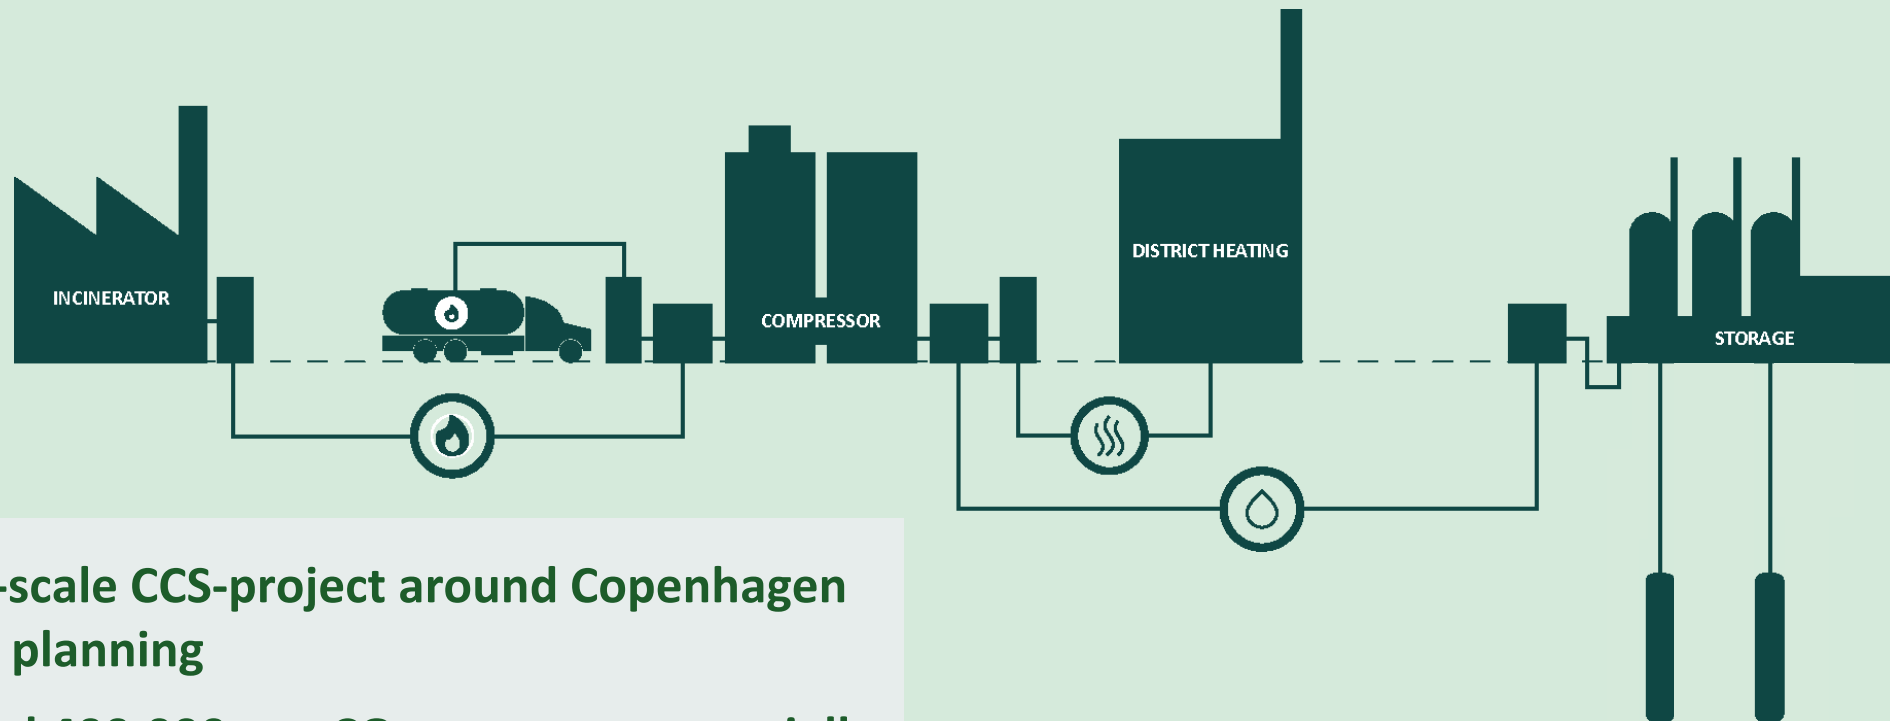 INCINERATOR
COMPRESSOR
DISTRICT HEATING
STORAGE
-scale CCS-project around Copenhagen
planning